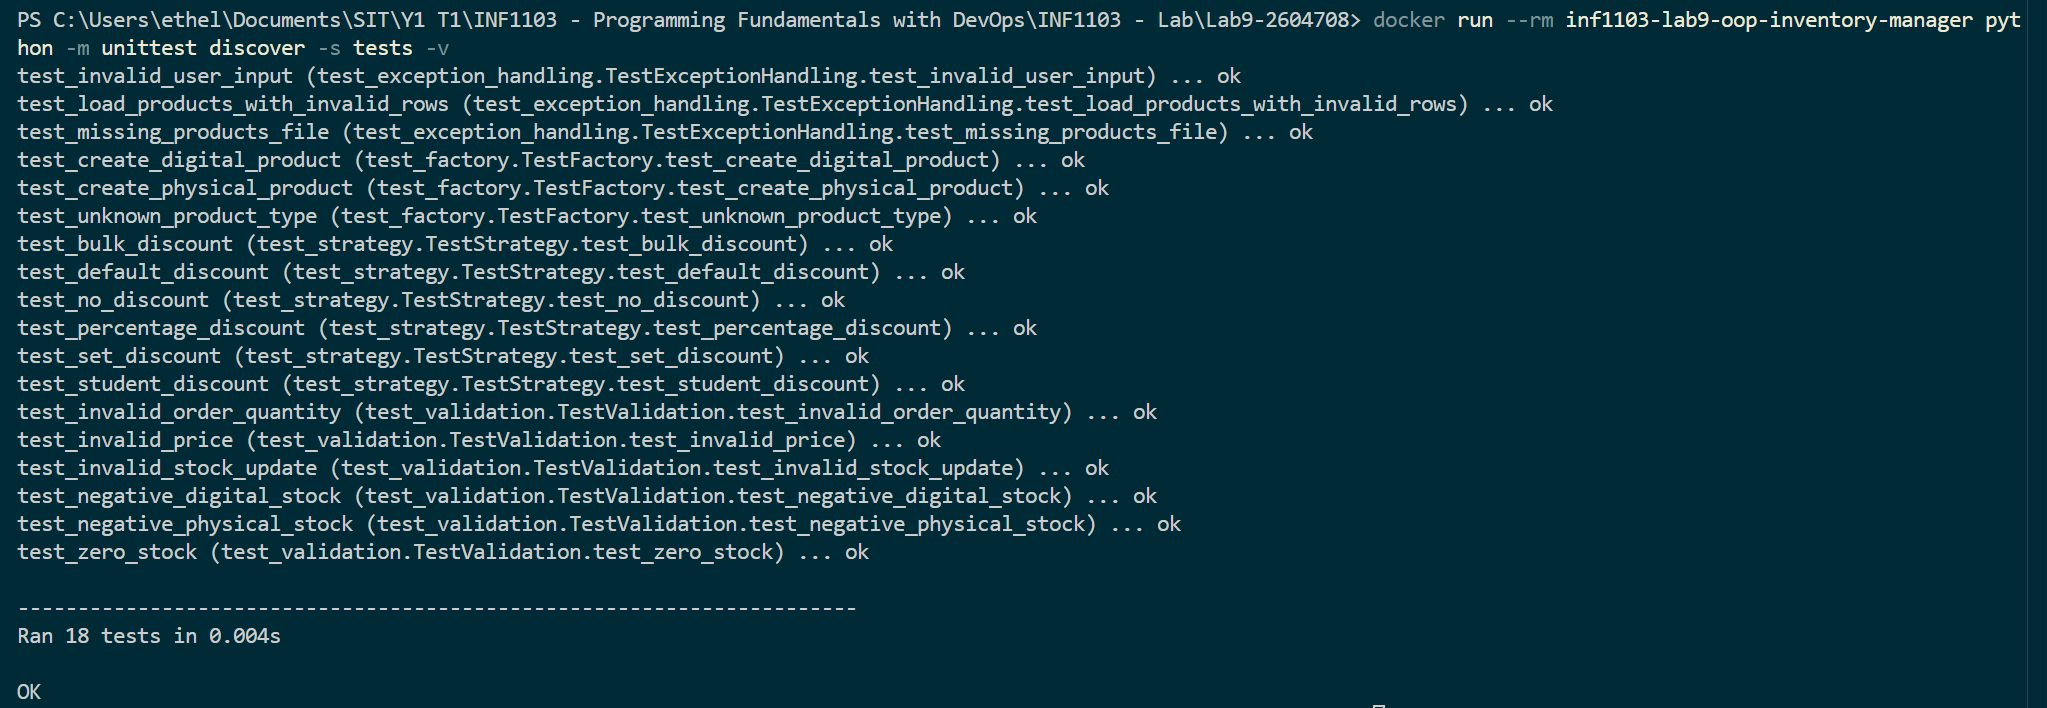 PS C:\Users\ethel\Documents\SIT\Y1 T1\INF1103 - Programming Fundamentals with DevOps\INF1103 - Lab\Lab9-2604708> docker run --rm inf1103-lab9-oop-inventory-manager pyt
hon -m unittest discover -s tests -v
test_invalid_user_input (test_exception_handling.TestExceptionHandling.test_invalid_user_input) ... ok
test_load_products_with_invalid_rows (test_exception_handling.TestExceptionHandling.test_load_products_with_invalid_rows) ... ok
test_missing_products_file (test_exception_handling.TestExceptionHandling.test_missing_products_file) ... ok
test_create_digital_product (test_factory.TestFactory.test_create_digital_product) ... ok
test_create_physical_product (test_factory.TestFactory.test_create_physical_product) ... ok
test_unknown_product_type (test_factory.TestFactory.test_unknown_product_type) ... ok
test_bulk_discount (test_strategy.TestStrategy.test_bulk_discount) ... ok
test_default_discount (test_strategy.TestStrategy.test_default_discount) ... ok
test_no_discount (test_strategy.TestStrategy.test_no_discount) ... ok
test_percentage_discount (test_strategy.TestStrategy.test_percentage_discount) ... ok
test_set_discount (test_strategy.TestStrategy.test_set_discount) ... ok
test_student_discount (test_strategy.TestStrategy.test_student_discount) ... ok
test_invalid_order_quantity (test_validation.TestValidation.test_invalid_order_quantity) ... ok
test_invalid_price (test_validation.TestValidation.test_invalid_price) ... ok
test_invalid_stock_update (test_validation.TestValidation.test_invalid_stock_update) ... ok
test_negative_digital_stock (test_validation.TestValidation.test_negative_digital_stock) ... ok
test_negative_physical_stock (test_validation.TestValidation.test_negative_physical_stock) ... ok
test_zero_stock (test_validation.TestValidation.test_zero_stock) ... ok
----------------------------------------------------------------------
Ran 18 tests in 0.004s
OK